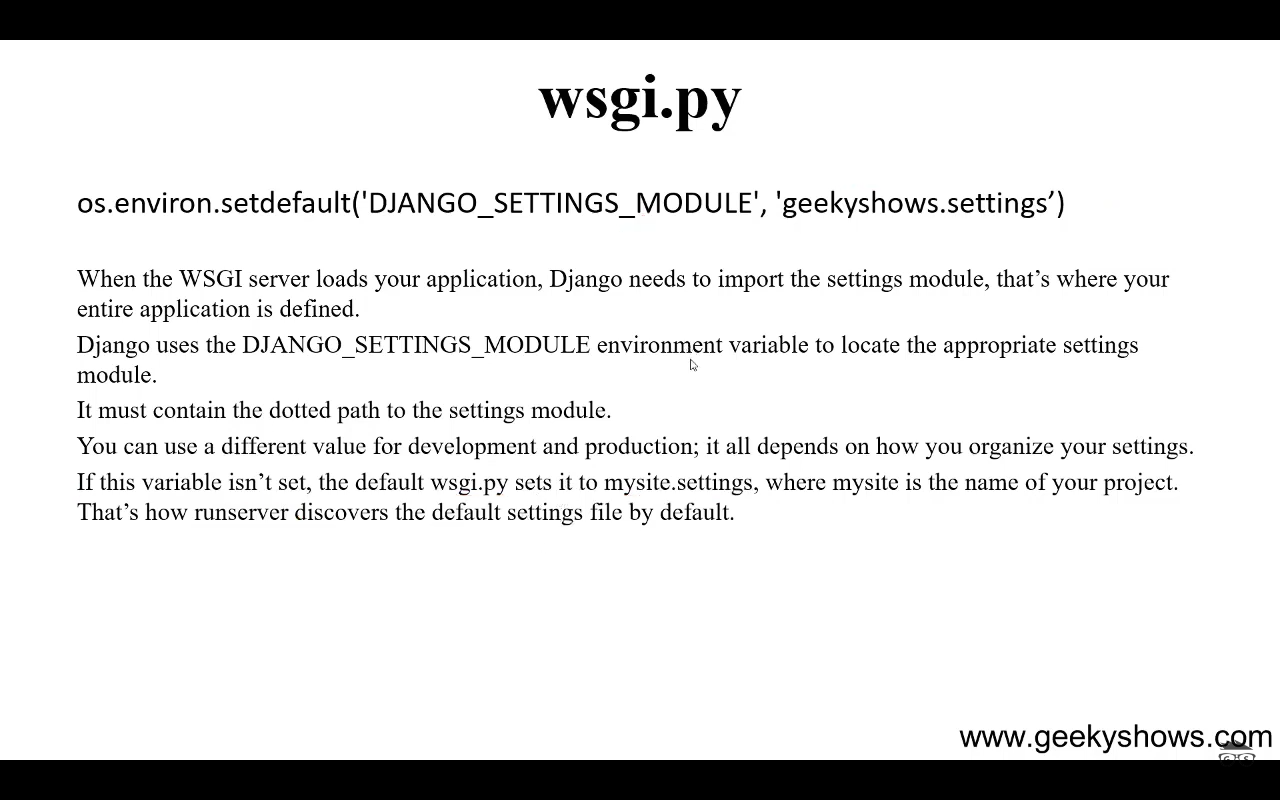 wsgi.py
os.environ.setdefault('DJANGO_SETTINGS_MODULE', 'geekyshows.settings’)
When the WSGI server loads your application, Django needs to import the settings module, that’s where your
entire application is defined.
Django uses the DJANGO_SETTINGS_MODULE environment variable to locate the appropriate settings
module.
It must contain the dotted path to the settings module.
You can use a different value for development and production; it all depends on how you organize your settings.
If this variable isn’t set, the default wsgi.py sets it to mysite.settings, where mysite is the name of your project.
That’s how runserver discovers the default settings file by default.
www.geekyshows.com